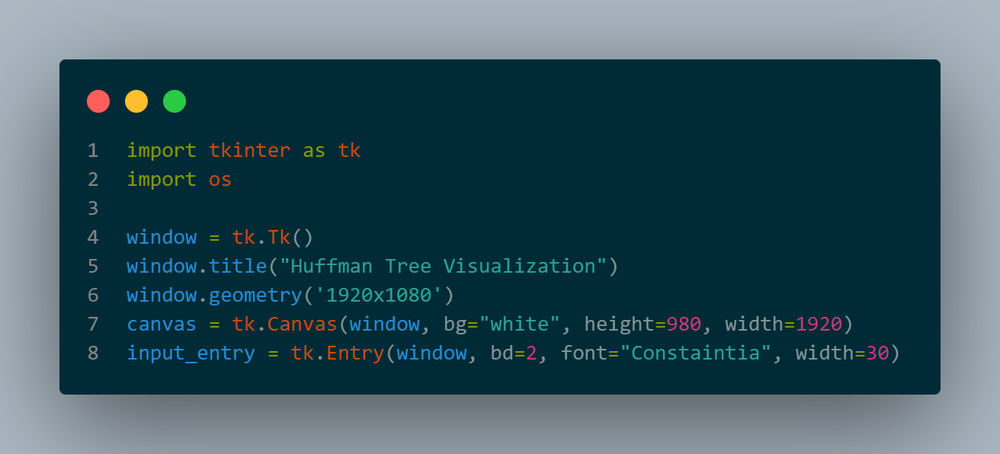 1 import tkinter as tk
2 import os
3
4 window = tk.Tk()
5 window.title("Huffman Tree Visualization")
6 window.geometry('1920x1080')
7 canvas = tk.Canvas(window, bg="white", height=980, width=1920)
8 input_entry = tk.Entry(window, bd=2, font="Constaintia", width=30)